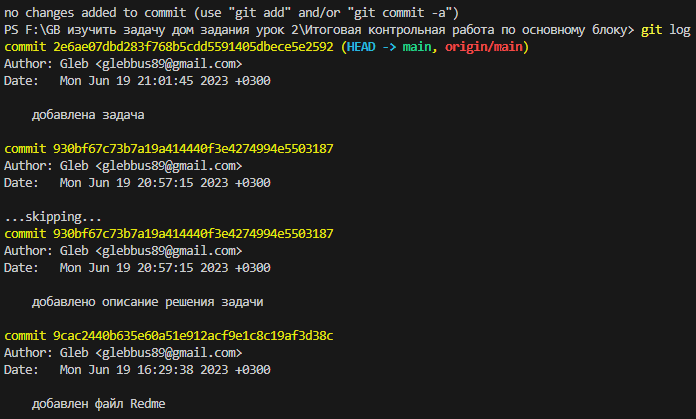 no changes added to commit (use "git add" and/or "git commit -a")
PS F:\GB изучить задачу дом задания урок 2\Итоговая контрольная работа по основному блоку> git log
commit 2e6ae07dbd283f768b5cdd5591405dbece5e2592 (HEAD -> main, origin/main)
Author: Gleb <glebbus89@gmail.com>
Date:   Mon Jun 19 21:01:45 2023 +0300
добавлена задача
commit 930bf67c73b7a19a414440f3e4274994e5503187
Author: Gleb <glebbus89@gmail.com>
Date:   Mon Jun 19 20:57:15 2023 +0300
...skipping...
commit 930bf67c73b7a19a414440f3e4274994e5503187
Author: Gleb <glebbus89@gmail.com>
Date:   Mon Jun 19 20:57:15 2023 +0300
добавлено описание решения задачи
commit 9cac2440b635e60a51e912acf9e1c8c19af3d38c
Author: Gleb <glebbus89@gmail.com>
Date:   Mon Jun 19 16:29:38 2023 +0300
добавлен файл Redme